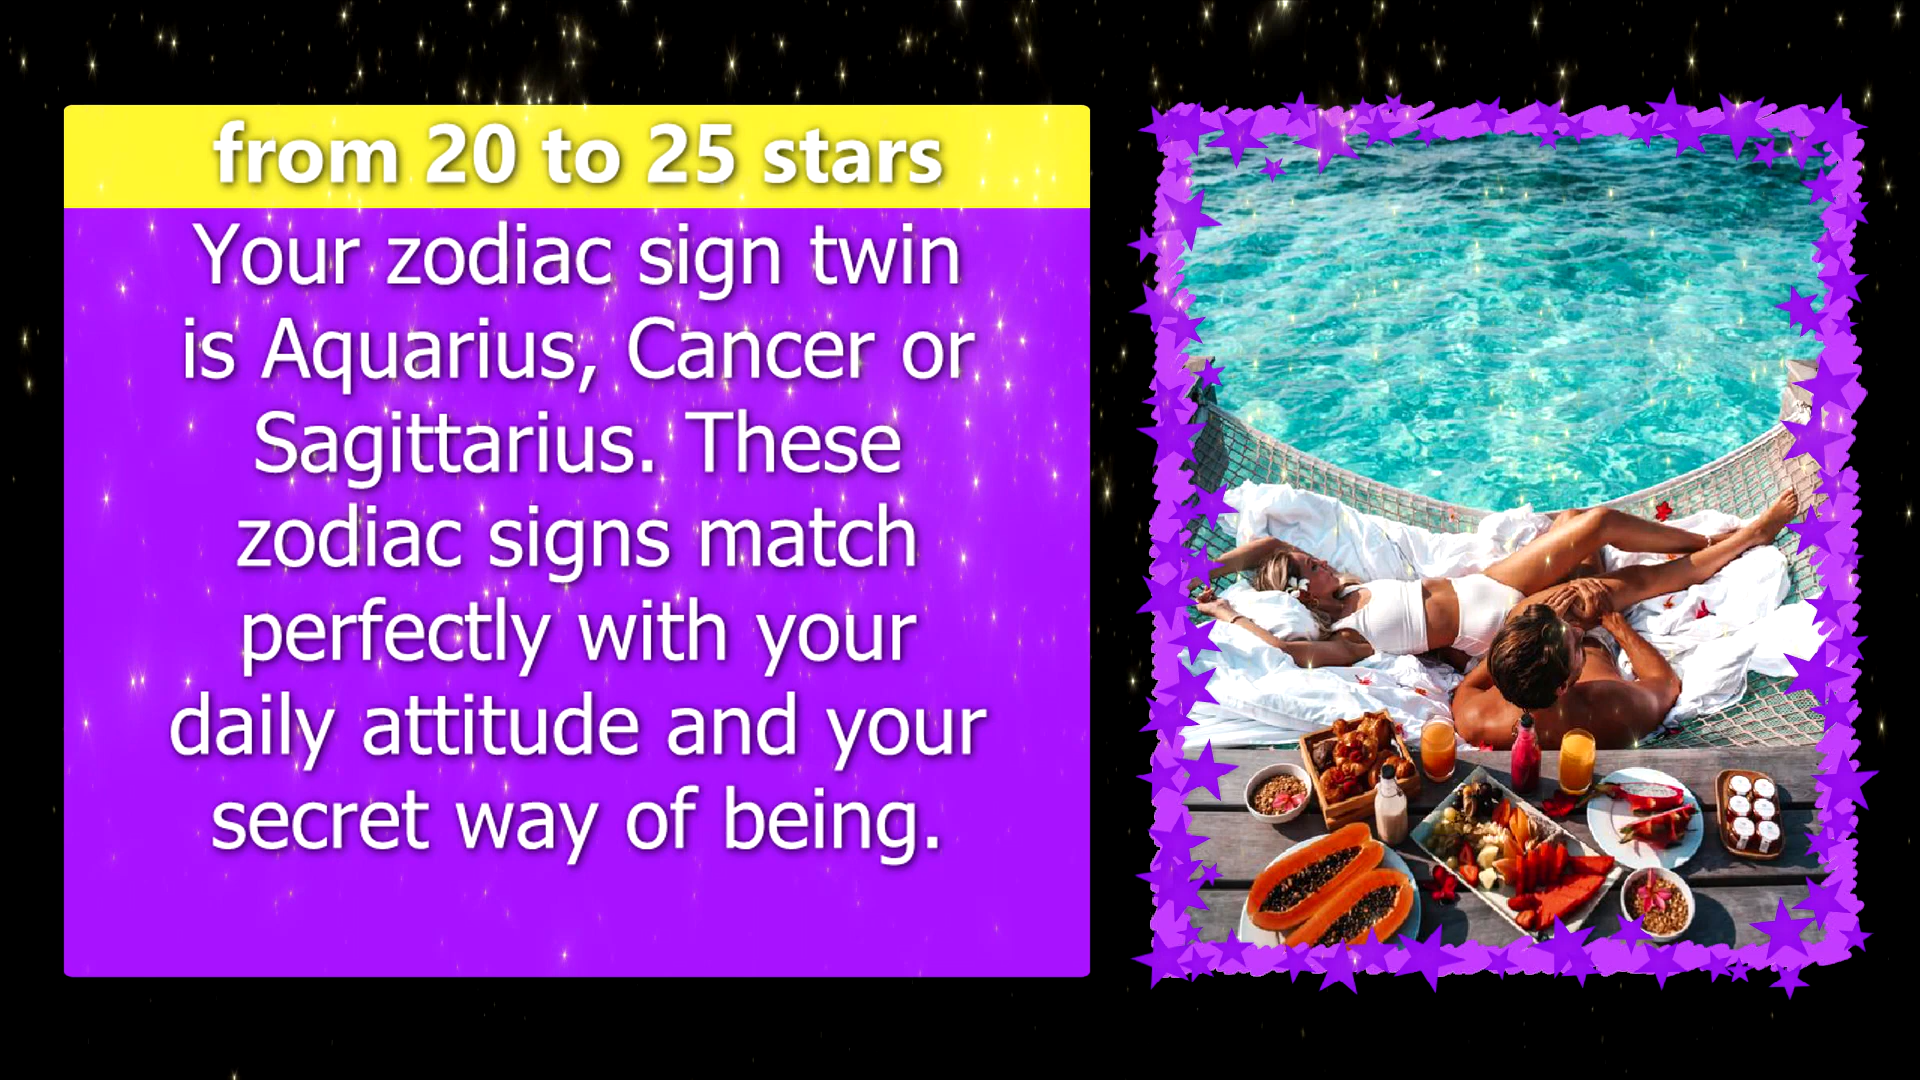 from 20 to 25 stars
Your zodiac sign twin
is Aquarius, Cancer or
Sagittarius. These
zodiac signs match
perfectly with your
daily attitude and your
secret way of being.